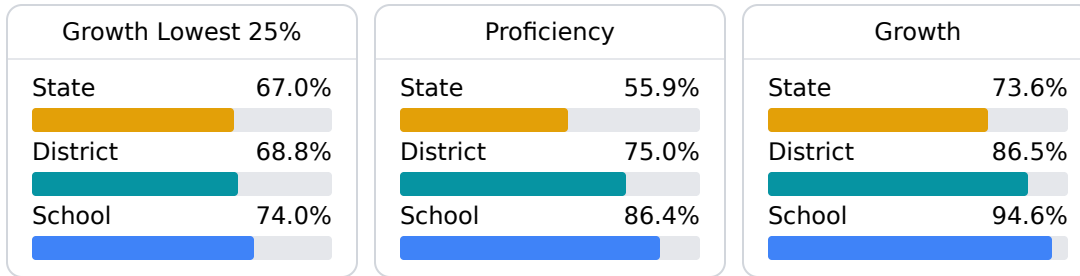 Growth Lowest 25%
State 67.0%
District 68.8%
School 74.0%
Proficiency
State 55.9%
District 75.0%
School 86.4%
Growth
State 73.6%
District 86.5%
School 94.6%